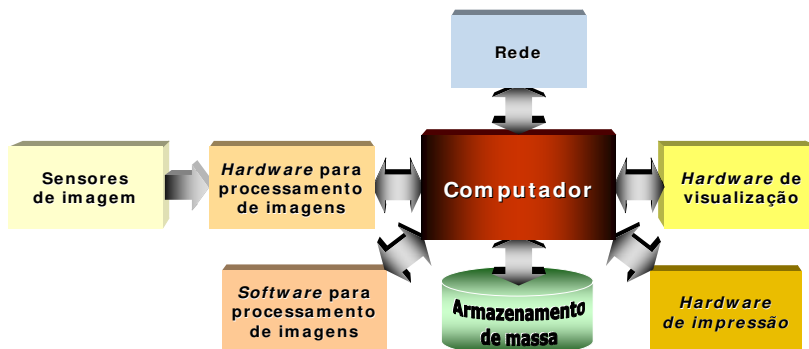 Rede
Sensores
de imagem
Hardware para
processamento
de imagens
Computador
Hardware de
visualização
Software para
processamento
de imagens
Armazenamento
de massa
Hardware
de impressão